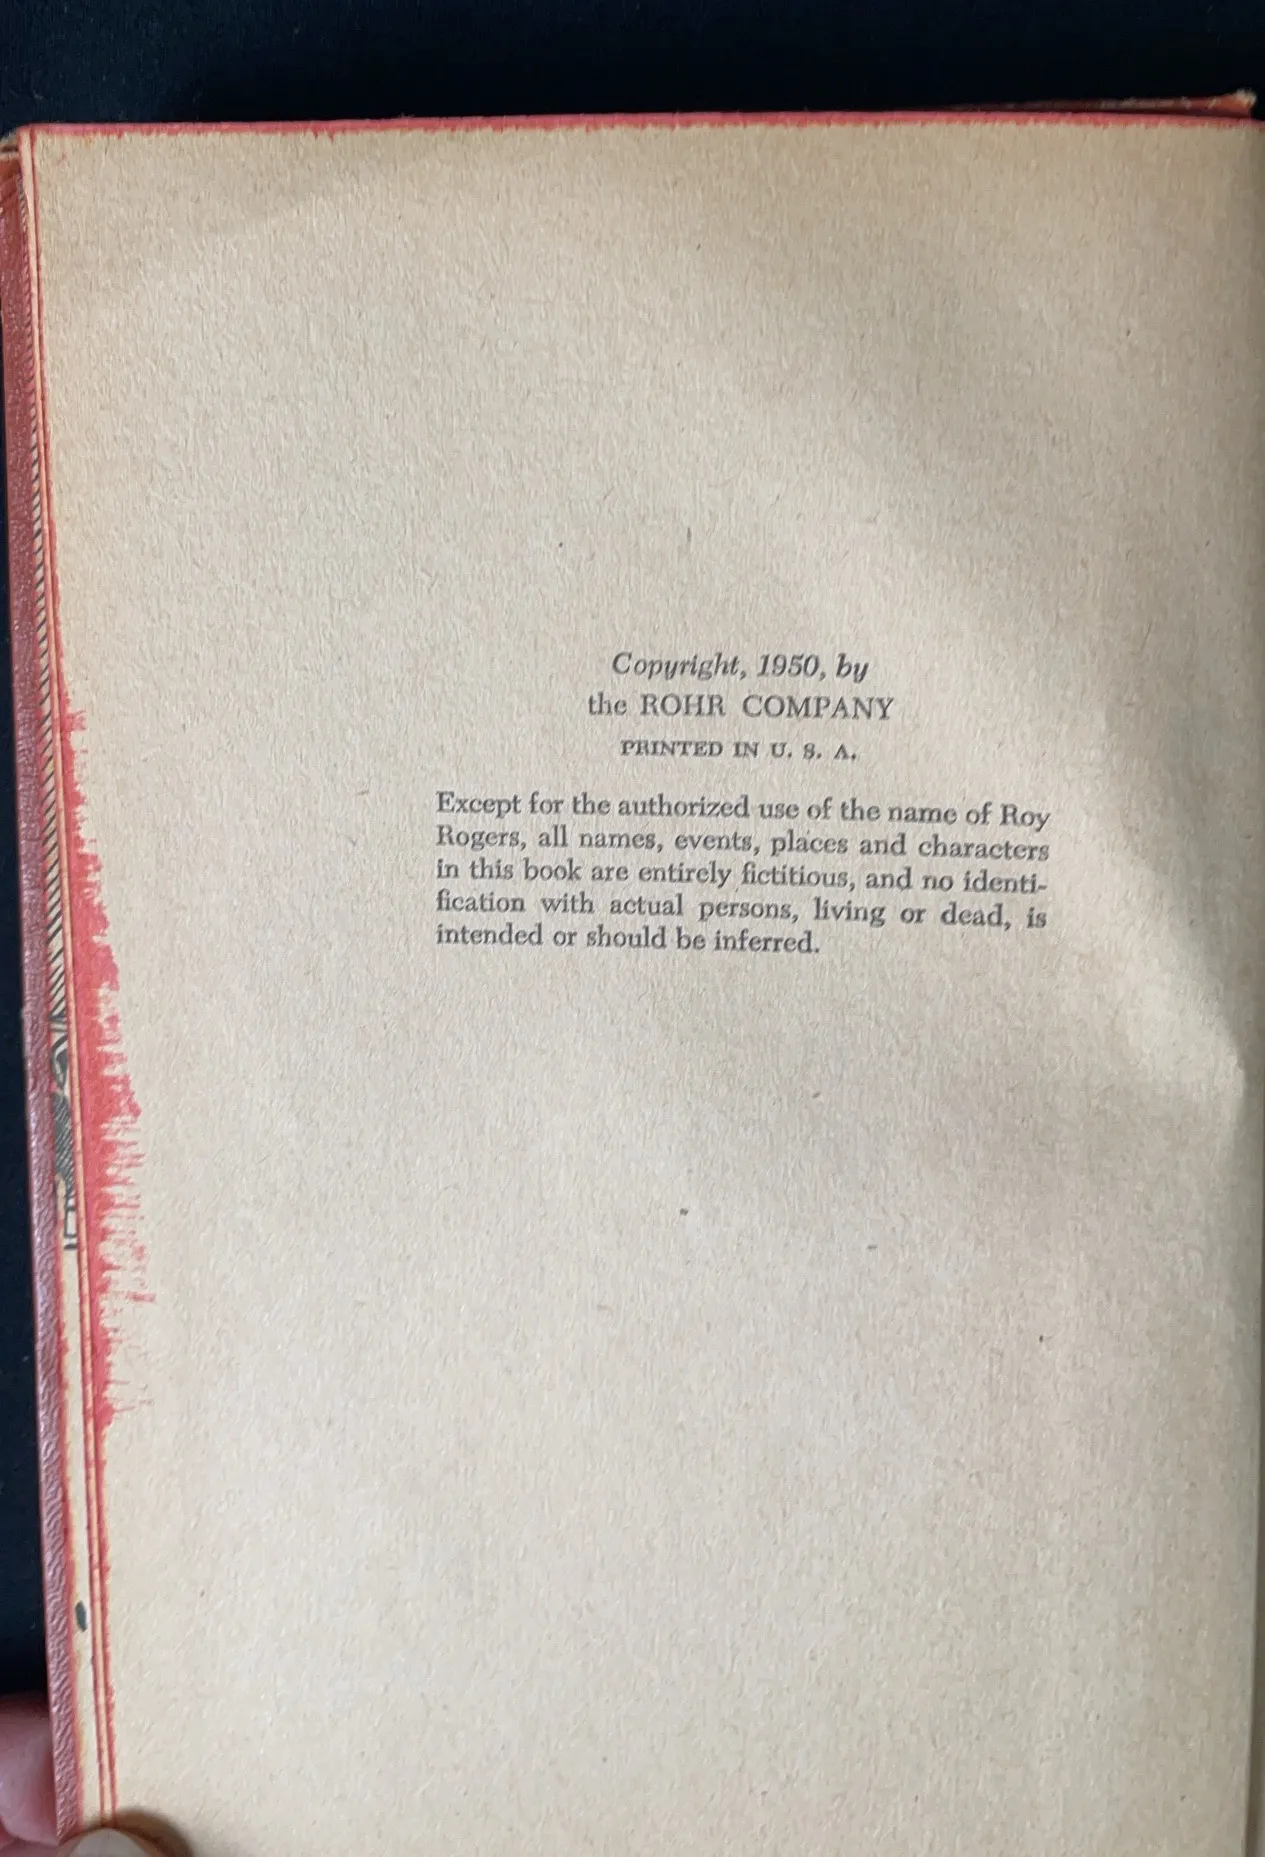 Copyright, 1950, by
the ROHR COMPANY
PRINTED IN U. S. A.
Except for the authorized use of the name of Roy
Rogers, all names, events, places and characters
in this book are entirely fictitious, and no identi-
fication with actual persons, living or dead, is
intended or should be inferred.